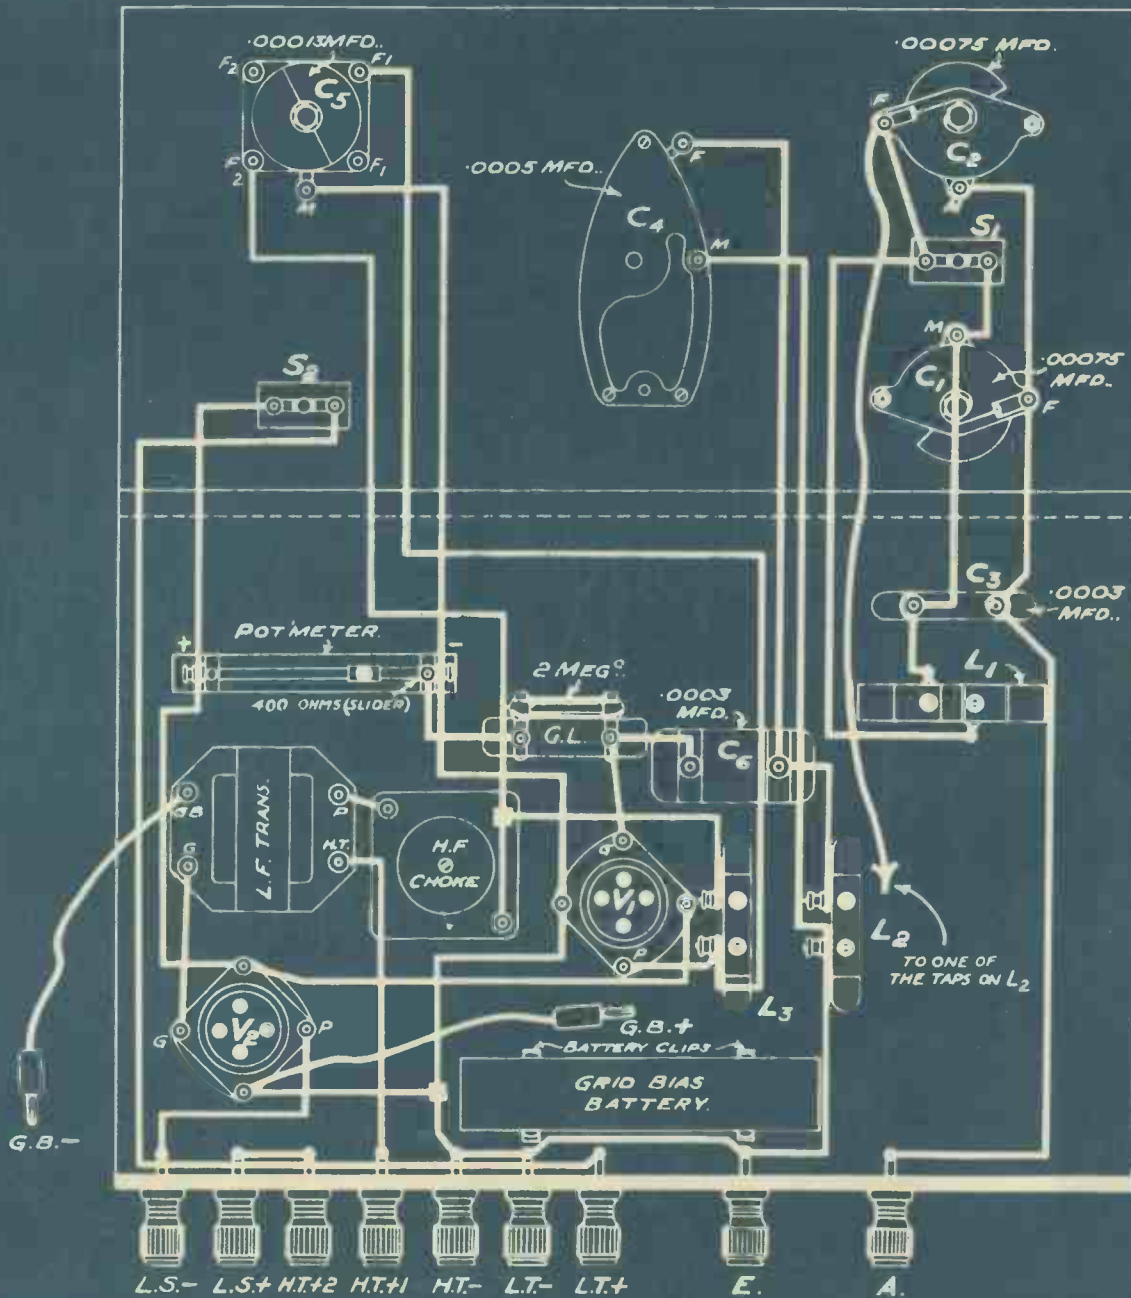 .00013MFD..
F2
F1
C5
F
2
F1
M
.00075 MFD.
F
C2
M
.0005 MFD..
F
C4
M
S1
M
.00075
MFD..
C1
F
S2
C3
.0003
MFD..
POT'METER.
+
-
400 OHMS (SLIDER)
2 MEG.
G.L.
.0003
MFD.
C6
L1
GB
P
G
H.T.
L.F. TRANS.
H.F
CHOKE
G
V1
P
L2
TO ONE OF
THE TAPS ON L2
L3
G
V2
P
G.B.+
BATTERY CLIPS
GRID BIAS
BATTERY.
G.B.-
L.S.- L.S.+ H.T.+2 H.T.+1 H.T.- L.T.- L.T.+ E. A.